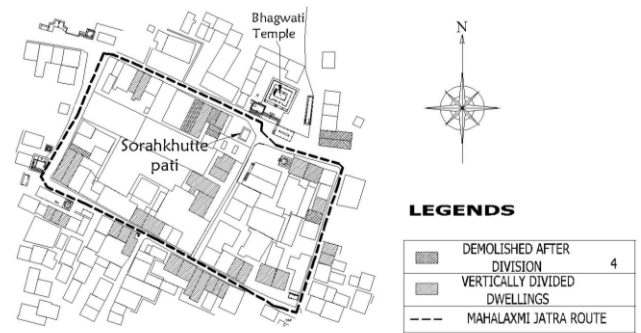 Bhagwati
Temple
Sorahkhutte
pati
N
LEGENDS
DEMOLISHED AFTER
DIVISION 4
VERTICALLY DIVIDED
DWELLINGS
MAHALAXMI JATRA ROUTE